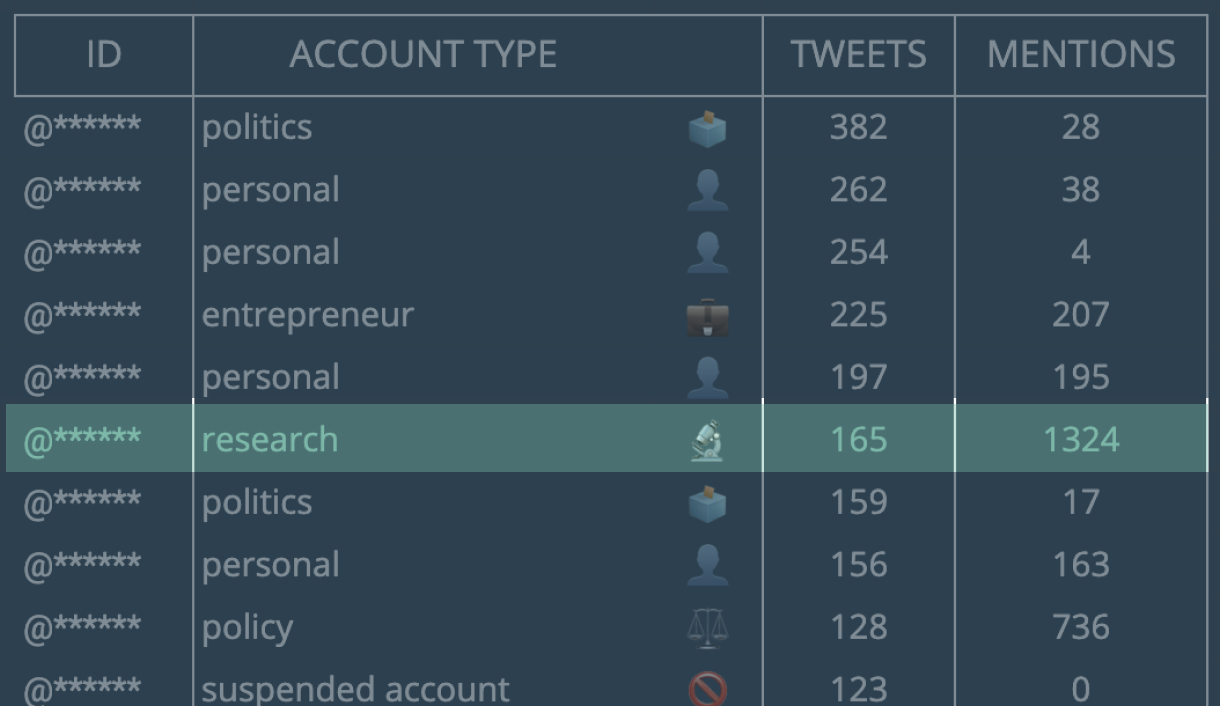 ID ACCOUNT TYPE TWEETS MENTIONS
@****** politics 382 28
@****** personal 262 38
@****** personal 254 4
@****** entrepreneur 225 207
@****** personal 197 195
@****** research 165 1324
@****** politics 159 17
@****** personal 156 163
@****** policy 128 736
@****** suspended account 123 0